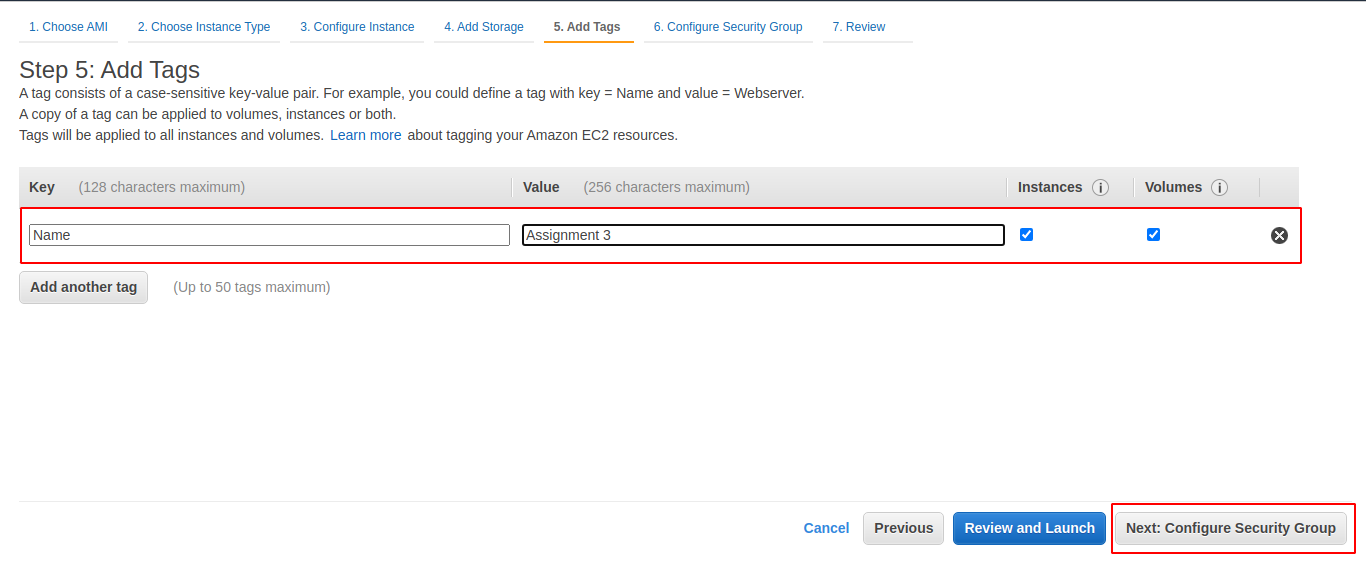 1. Choose AMI 2. Choose Instance Type 3. Configure Instance 4. Add Storage 5. Add Tags 6. Configure Security Group 7. Review
Step 5: Add Tags
A tag consists of a case-sensitive key-value pair. For example, you could define a tag with key = Name and value = Webserver.
A copy of a tag can be applied to volumes, instances or both.
Tags will be applied to all instances and volumes. Learn more about tagging your Amazon EC2 resources.
Key (128 characters maximum) Value (256 characters maximum) Instances i Volumes i
Name Assignment 3
Add another tag (Up to 50 tags maximum)
Cancel Previous Review and Launch Next: Configure Security Group